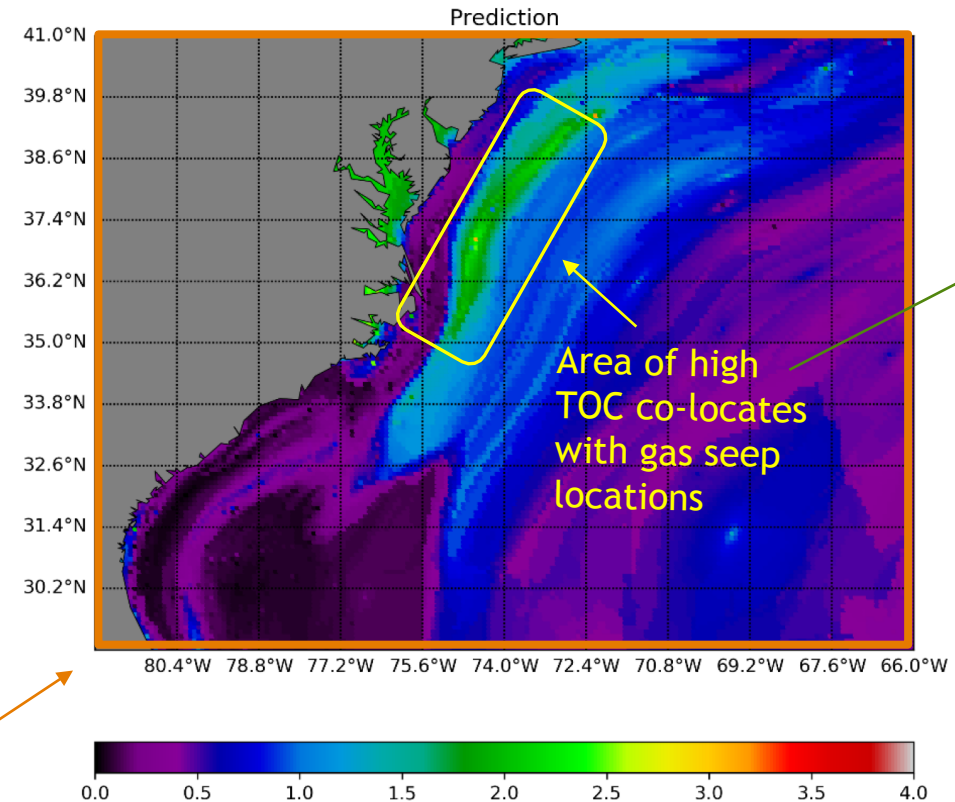 Prediction
41.0°N
39.8°N
38.6°N
37.4°N
36.2°N
35.0°N
33.8°N
32.6°N
31.4°N
30.2°N
Area of high
TOC co-locates
with gas seep
locations
80.4°W 78.8°W 77.2°W 75.6°W 74.0°W 72.4°W 70.8°W 69.2°W 67.6°W 66.0°W
0.0 0.5 1.0 1.5 2.0 2.5 3.0 3.5 4.0